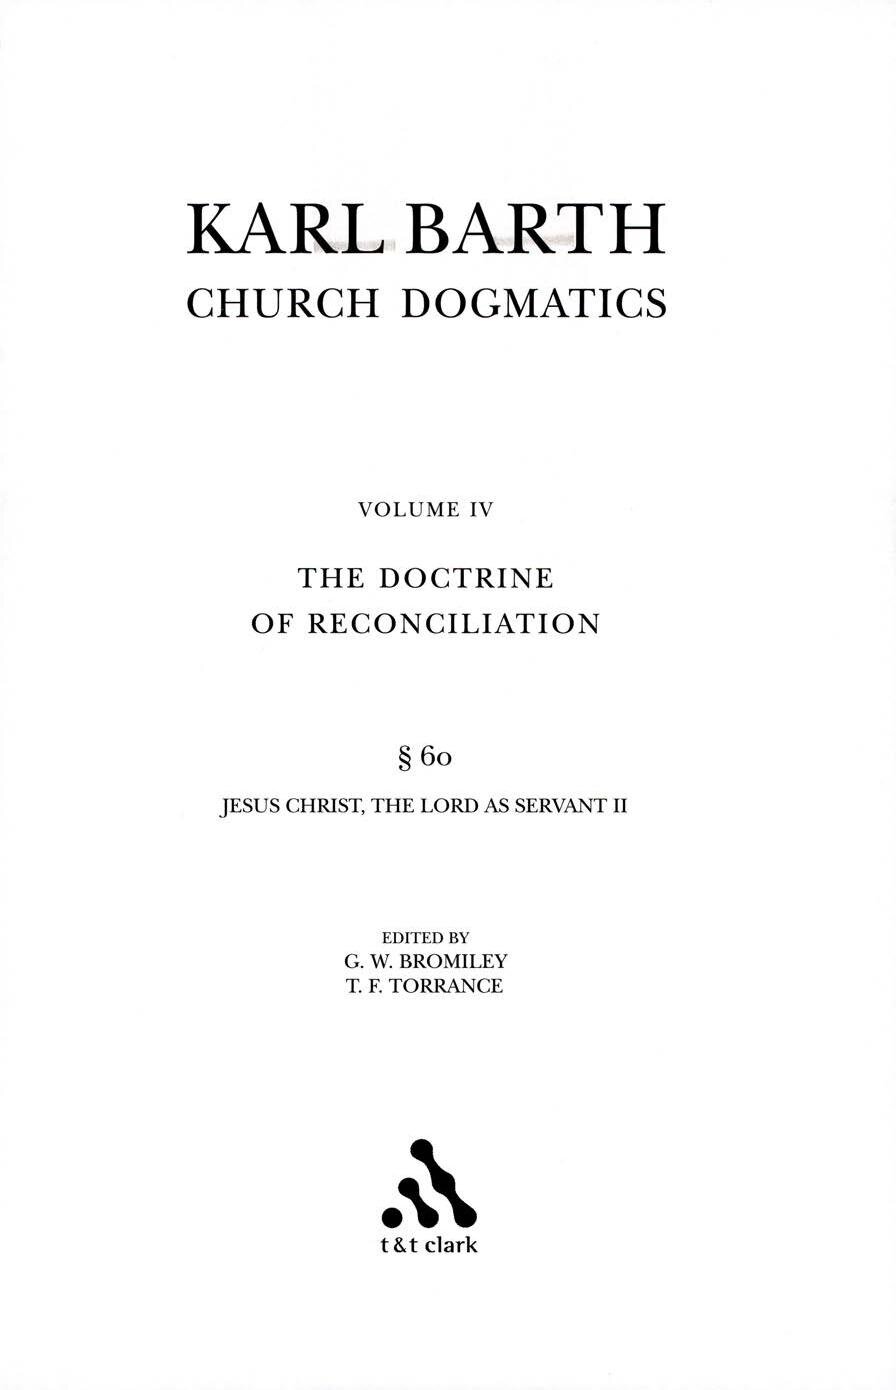 KARL BARTH
CHURCH DOGMATICS
VOLUME IV
THE DOCTRINE
OF RECONCILIATION
§ 60
JESUS CHRIST, THE LORD AS SERVANT II
EDITED BY
G. W. BROMILEY
T. F. TORRANCE
t&t clark